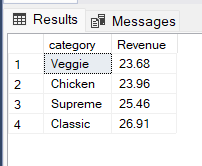 Results Messages
category Revenue
1 Veggie 23.68
2 Chicken 23.96
3 Supreme 25.46
4 Classic 26.91